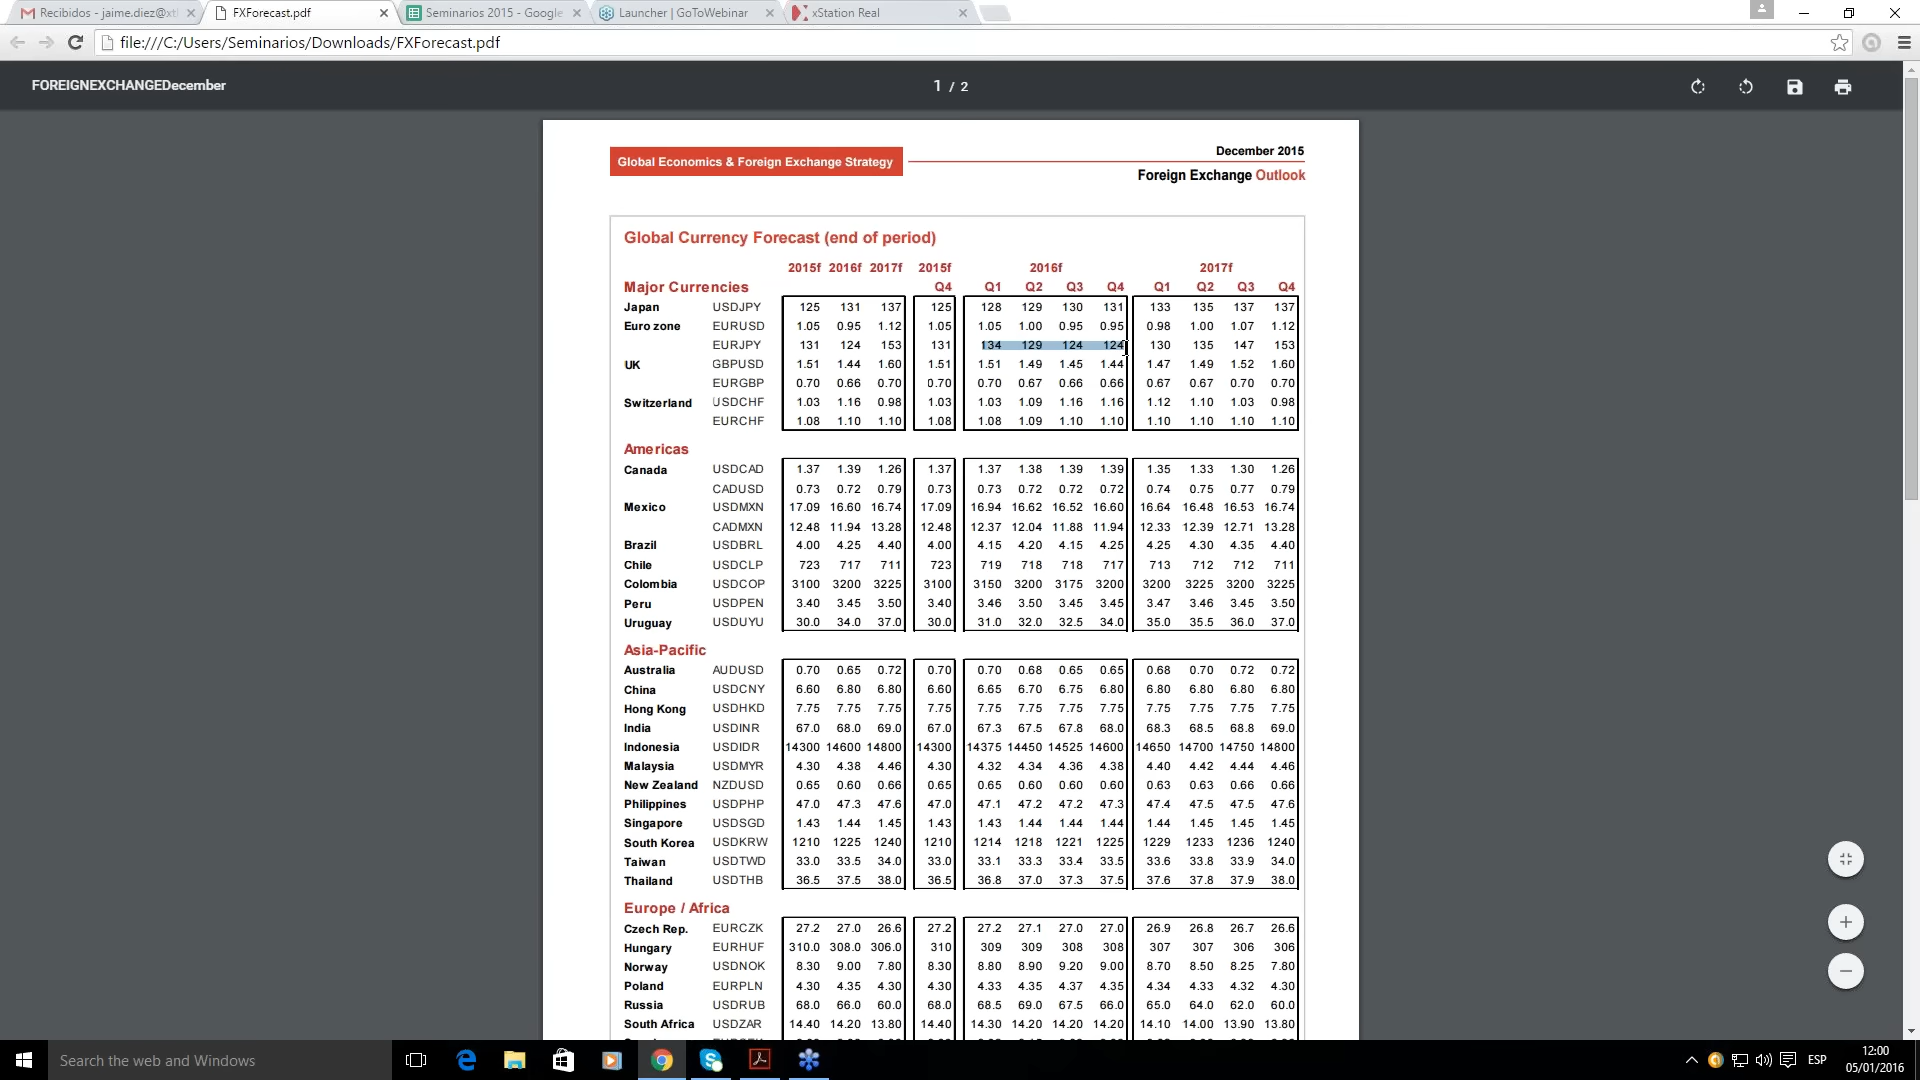 Recibidos - jaime.diez@xt
FXForecast.pdf
Seminarios 2015 - Google
Launcher | GoToWebinar
xStation Real
file:///C:/Users/Seminarios/Downloads/FXForecast.pdf
FOREIGNEXCHANGEDecember
1 / 2
December 2015
Global Economics & Foreign Exchange Strategy
Foreign Exchange Outlook
Global Currency Forecast (end of period)
2015f 2016f 2017f 2015f 2016f 2017f
Major Currencies Q4 Q1 Q2 Q3 Q4 Q1 Q2 Q3 Q4
Japan USDJPY 125 131 137 125 128 129 130 131 133 135 137 137
Euro zone EURUSD 1.05 0.95 1.12 1.05 1.05 1.00 0.95 0.95 0.98 1.00 1.07 1.12
EURJPY 131 124 153 131 134 129 124 124 130 135 147 153
UK GBPUSD 1.51 1.44 1.60 1.51 1.51 1.49 1.45 1.44 1.47 1.49 1.52 1.60
EURGBP 0.70 0.66 0.70 0.70 0.70 0.67 0.66 0.66 0.67 0.67 0.70 0.70
Switzerland USDCHF 1.03 1.16 0.98 1.03 1.03 1.09 1.16 1.16 1.12 1.10 1.03 0.98
EURCHF 1.08 1.10 1.10 1.08 1.08 1.09 1.10 1.10 1.10 1.10 1.10 1.10
Americas
Canada USDCAD 1.37 1.39 1.26 1.37 1.37 1.38 1.39 1.39 1.35 1.33 1.30 1.26
CADUSD 0.73 0.72 0.79 0.73 0.73 0.72 0.72 0.72 0.74 0.75 0.77 0.79
Mexico USDMXN 17.09 16.60 16.74 17.09 16.94 16.62 16.52 16.60 16.64 16.48 16.53 16.74
CADMXN 12.48 11.94 13.28 12.48 12.37 12.04 11.88 11.94 12.33 12.39 12.71 13.28
Brazil USDBRL 4.00 4.25 4.40 4.00 4.15 4.20 4.15 4.25 4.25 4.30 4.35 4.40
Chile USDCLP 723 717 711 723 719 718 718 717 713 712 712 711
Colombia USDCOP 3100 3200 3225 3100 3150 3200 3175 3200 3200 3225 3200 3225
Peru USDPEN 3.40 3.45 3.50 3.40 3.46 3.50 3.45 3.45 3.47 3.46 3.45 3.50
Uruguay USDUYU 30.0 34.0 37.0 30.0 31.0 32.0 32.5 34.0 35.0 35.5 36.0 37.0
Asia-Pacific
Australia AUDUSD 0.70 0.65 0.72 0.70 0.70 0.68 0.65 0.65 0.68 0.70 0.72 0.72
China USDCNY 6.60 6.80 6.80 6.60 6.65 6.70 6.75 6.80 6.80 6.80 6.80 6.80
Hong Kong USDHKD 7.75 7.75 7.75 7.75 7.75 7.75 7.75 7.75 7.75 7.75 7.75 7.75
India USDINR 67.0 68.0 69.0 67.0 67.3 67.5 67.8 68.0 68.3 68.5 68.8 69.0
Indonesia USDIDR 14300 14600 14800 14300 14375 14450 14525 14600 14650 14700 14750 14800
Malaysia USDMYR 4.30 4.38 4.46 4.30 4.32 4.34 4.36 4.38 4.40 4.42 4.44 4.46
New Zealand NZDUSD 0.65 0.60 0.66 0.65 0.65 0.60 0.60 0.60 0.63 0.63 0.66 0.66
Philippines USDPHP 47.0 47.3 47.6 47.0 47.1 47.2 47.2 47.3 47.4 47.5 47.5 47.6
Singapore USDSGD 1.43 1.44 1.45 1.43 1.43 1.44 1.44 1.44 1.44 1.45 1.45 1.45
South Korea USDKRW 1210 1225 1240 1210 1214 1218 1221 1225 1229 1233 1236 1240
Taiwan USDTWD 33.0 33.5 34.0 33.0 33.1 33.3 33.4 33.5 33.6 33.8 33.9 34.0
Thailand USDTHB 36.5 37.5 38.0 36.5 36.8 37.0 37.3 37.5 37.6 37.8 37.9 38.0
Europe / Africa
Czech Rep. EURCZK 27.2 27.0 26.6 27.2 27.2 27.1 27.0 27.0 26.9 26.8 26.7 26.6
Hungary EURHUF 310.0 308.0 306.0 310 309 309 308 308 307 307 306 306
Norway USDNOK 8.30 9.00 7.80 8.30 8.80 8.90 9.20 9.00 8.70 8.50 8.25 7.80
Poland EURPLN 4.30 4.35 4.30 4.30 4.33 4.35 4.37 4.35 4.34 4.33 4.32 4.30
Russia USDRUB 68.0 66.0 60.0 68.0 68.5 69.0 67.5 66.0 65.0 64.0 62.0 60.0
South Africa USDZAR 14.40 14.20 13.80 14.40 14.30 14.20 14.20 14.20 14.10 14.00 13.90 13.80
Search the web and Windows
ESP
12:00
05/01/2016